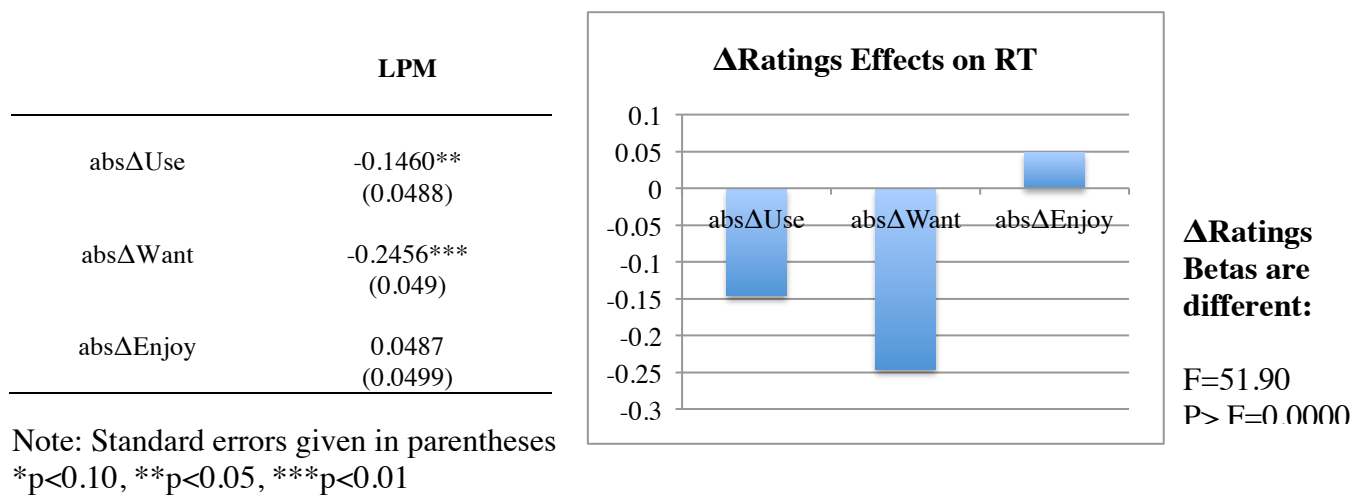 LPM
absΔUse -0.1460**
(0.0488)
absΔWant -0.2456***
(0.049)
absΔEnjoy 0.0487
(0.0499)
Note: Standard errors given in parentheses
*p<0.10, **p<0.05, ***p<0.01
ΔRatings Effects on RT
0.1
0.05
0
-0.05
-0.1
-0.15
-0.2
-0.25
-0.3
absΔUse absΔWant absΔEnjoy
ΔRatings
Betas are
different:
F=51.90
P> F=0.0000